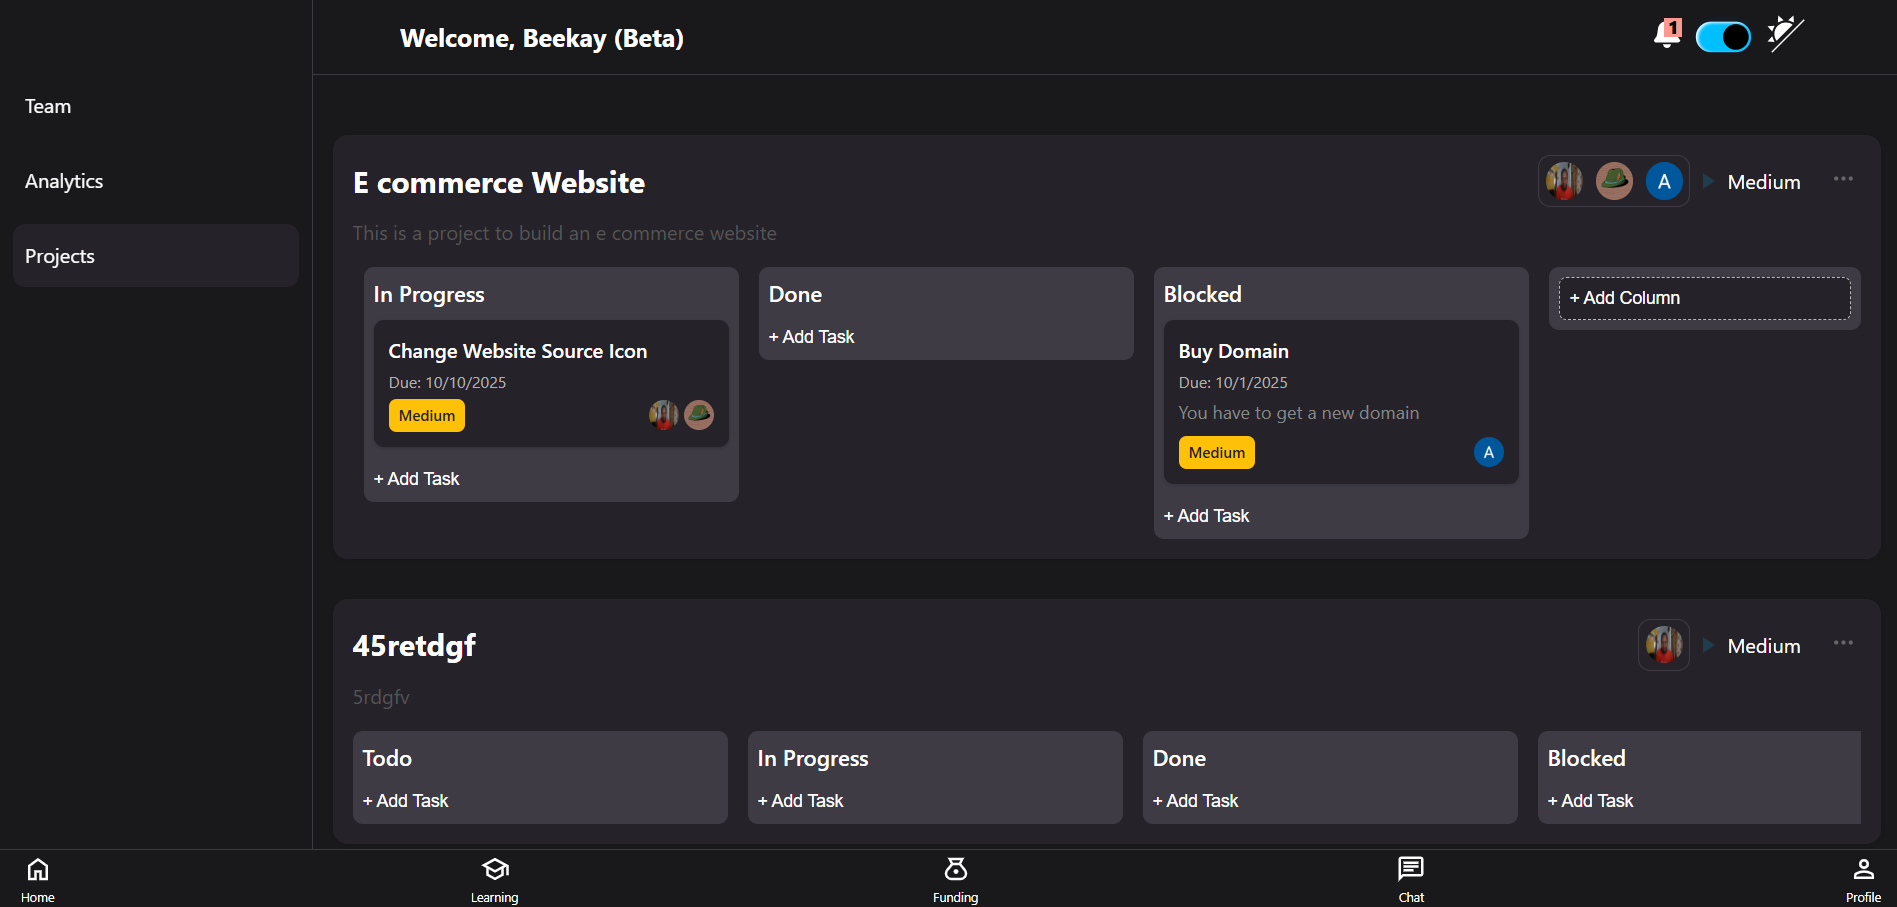 Welcome, Beekay (Beta)
1
Team
Analytics
Projects
E commerce Website
A
Medium
This is a project to build an e commerce website
In Progress
Change Website Source Icon
Due: 10/10/2025
Medium
+ Add Task
Done
+ Add Task
Blocked
Buy Domain
Due: 10/1/2025
You have to get a new domain
Medium
A
+ Add Task
+ Add Column
45retdgf
Medium
5rdgfv
Todo
+ Add Task
In Progress
+ Add Task
Done
+ Add Task
Blocked
+ Add Task
Home
Learning
Funding
Chat
Profile